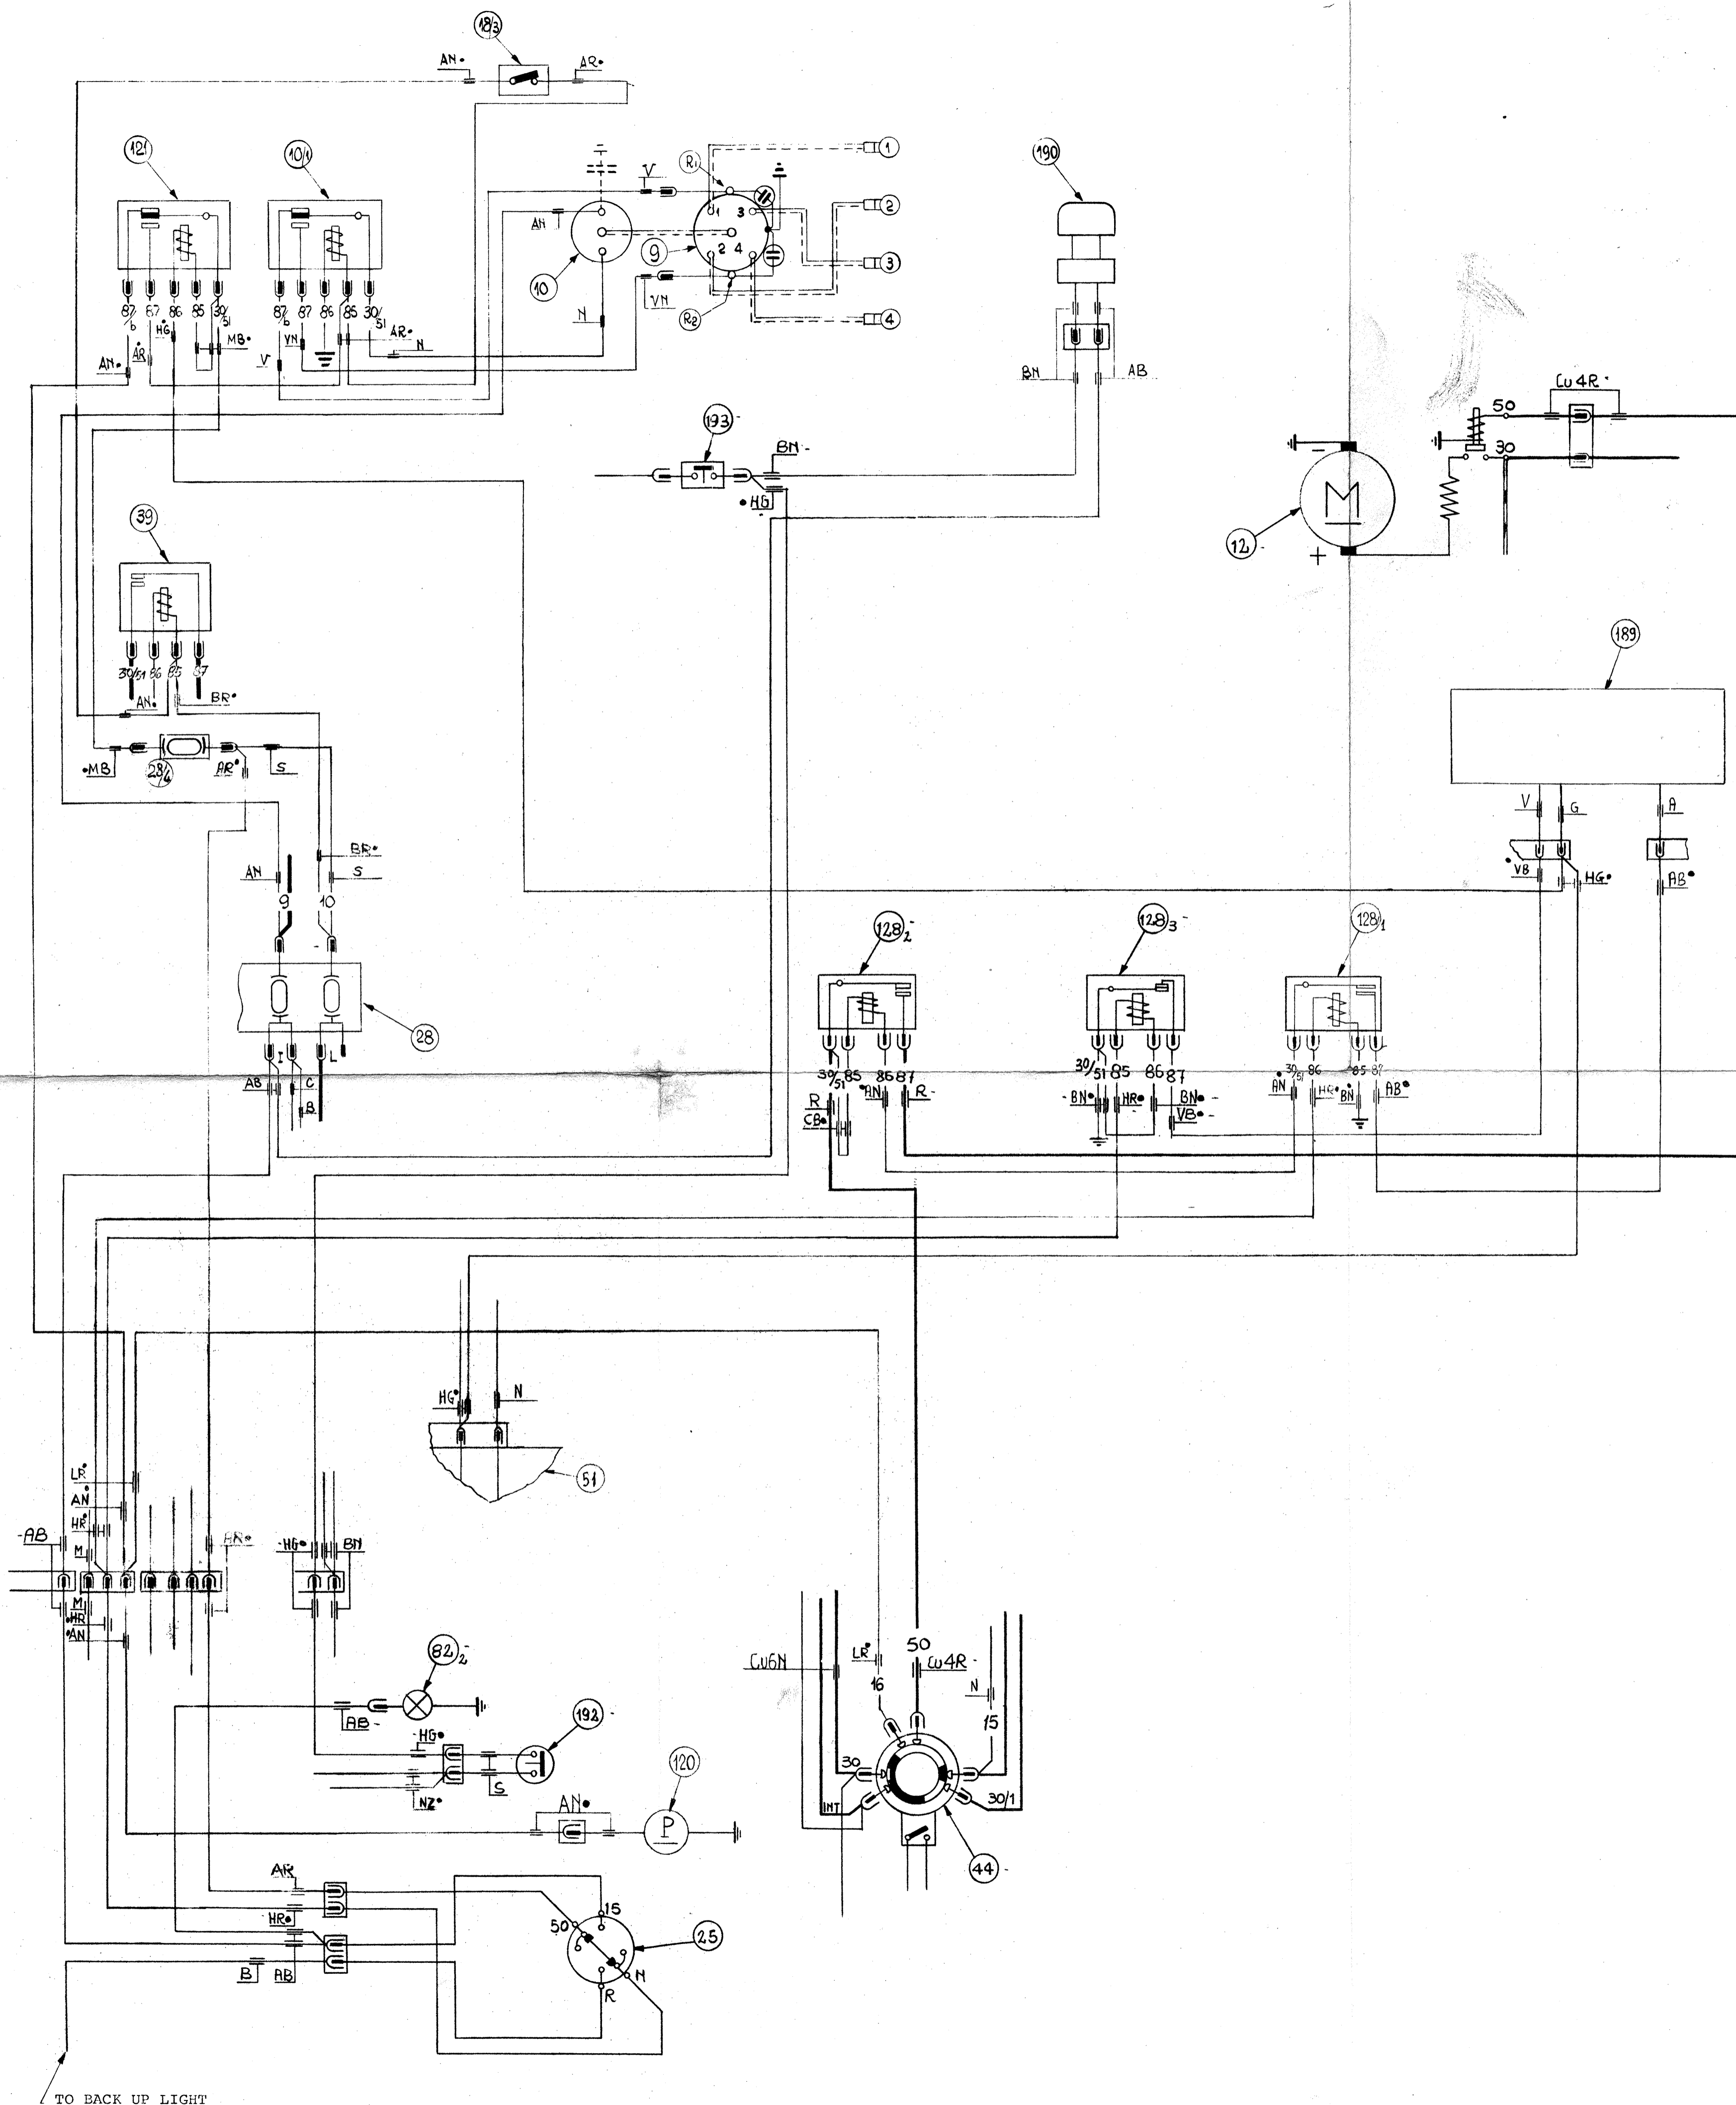 18/3
AN•
AR•
121
10/1
87/b 87 86 85 30/51
87/b 87 86 85 30/51
HG•
AR•
MB•
AN•
VN
V
AR•
N
V
AN
10
N
R1
1 3
2 4
9
R2
VN
1
2
3
4
190
BN
AB
193-
BN-
•HG
Cu 4R•
50
30
-
M
+
12-
39
30/51 86 85 87
AN•
BR•
•MB
28/4
AR•
S
189
V
G
A
•VB
HG•
AB•
BR•
AN
S
9
10
28
I
L
AB
C
B
128/2-
128/3-
128/1
30/51 85 86 87
R
CB•
•AN
R-
30/51 85 86 87
-BN•
HR•
BN•-
VB•-
30/51 86 85 87
•AN
HR•
BN•
AB•
HG•
N
51
LR•
AN•
HR•
-AB
M
AR•
-HG•
BN
M
•HR
•AN
82/2-
AB-
-HG•
192-
S
NZ•
120
AN•
P
Cu6N
LR•
50
Cu4R-
16
N
15
30
INT
30/1
44-
AR
HR•
B
AB
50
15
25
N
R
TO BACK UP LIGHT